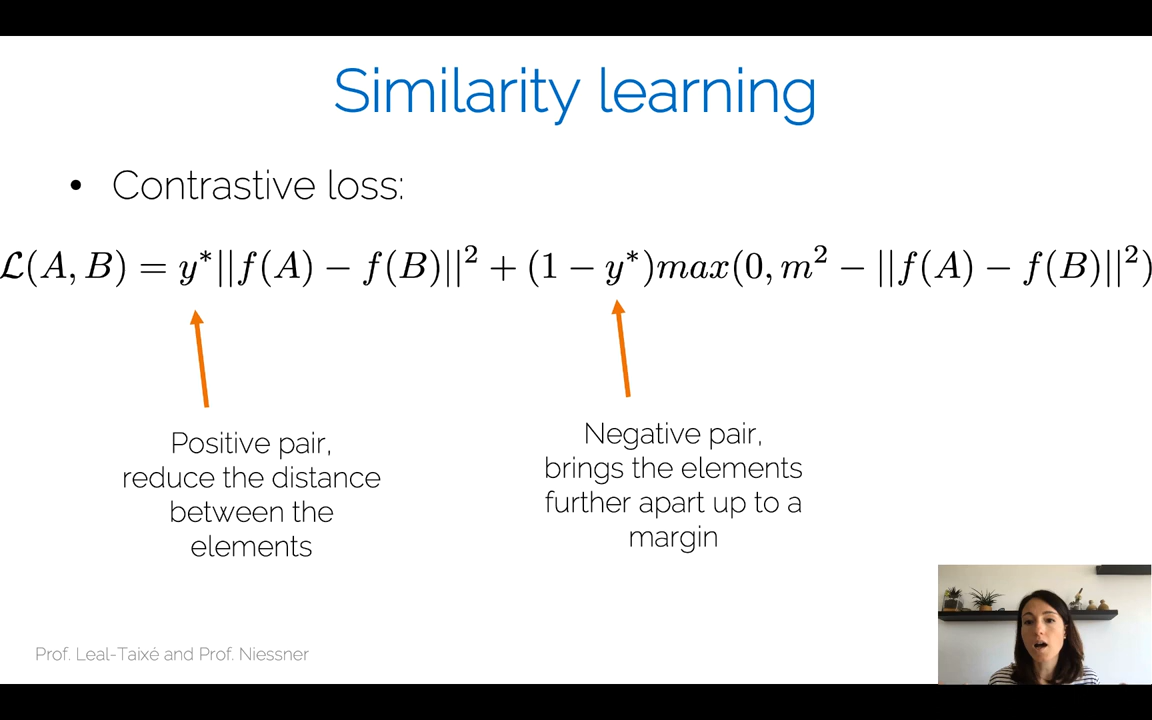 Similarity learning
• Contrastive loss:
ℒ(A, B) = y*||f(A) − f(B)||² + (1 − y*)max(0, m² − ||f(A) − f(B)||²)
Positive pair,
reduce the distance
between the
elements
Negative pair,
brings the elements
further apart up to a
margin
Prof. Leal-Taixé and Prof. Niessner